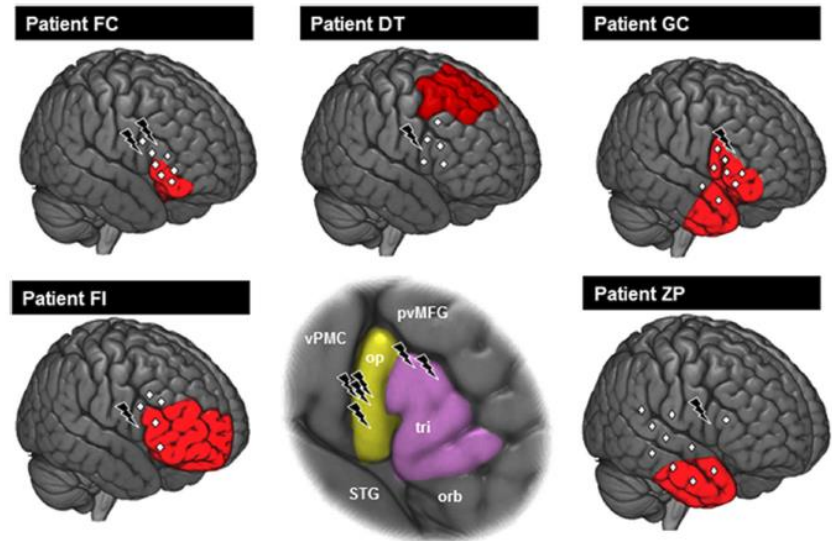 Patient FC
Patient DT
Patient GC
Patient FI
vPMC
pvMFG
op
tri
STG
orb
Patient ZP